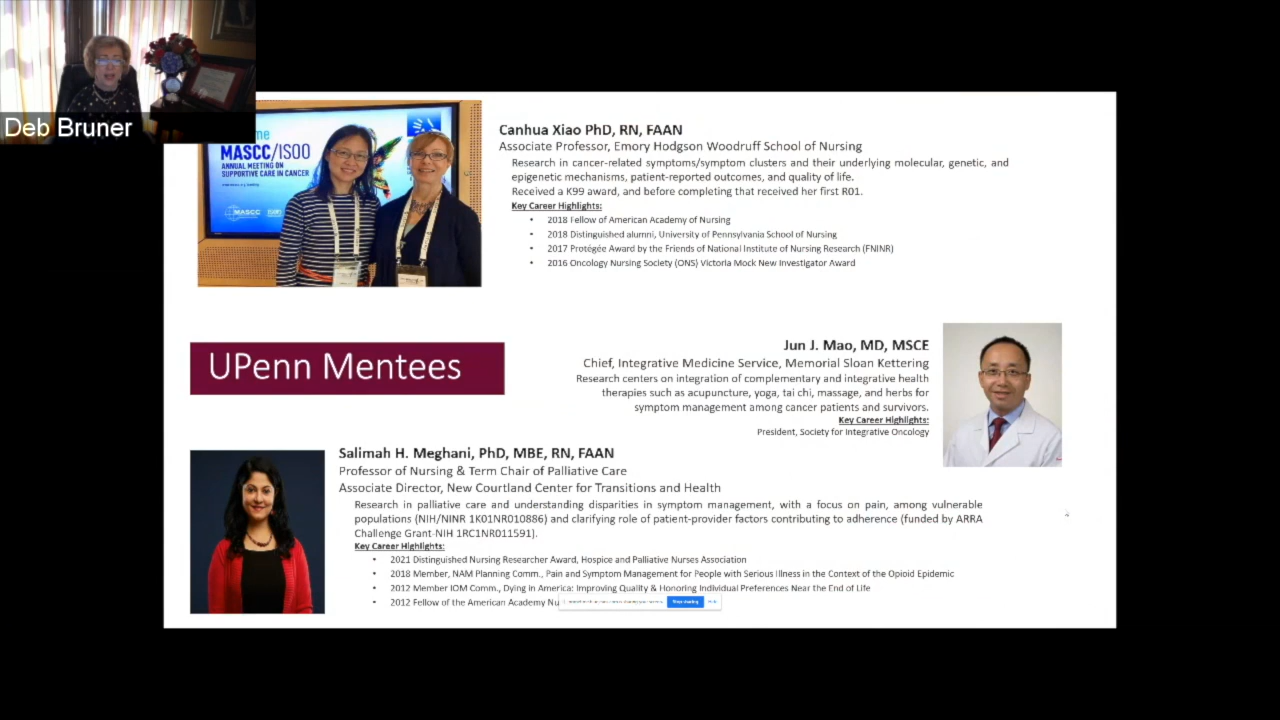 Deb Bruner
MASCC/ISOO
ANNUAL MEETING ON
SUPPORTIVE CARE IN CANCER
MASCC
Canhua Xiao PhD, RN, FAAN
Associate Professor, Emory Hodgson Woodruff School of Nursing
Research in cancer-related symptoms/symptom clusters and their underlying molecular, genetic, and
epigenetic mechanisms, patient-reported outcomes, and quality of life.
Received a K99 award, and before completing that received her first R01.
Key Career Highlights:
• 2018 Fellow of American Academy of Nursing
• 2018 Distinguished alumni, University of Pennsylvania School of Nursing
• 2017 Protégée Award by the Friends of National Institute of Nursing Research (FNINR)
• 2016 Oncology Nursing Society (ONS) Victoria Mock New Investigator Award
UPenn Mentees
Jun J. Mao, MD, MSCE
Chief, Integrative Medicine Service, Memorial Sloan Kettering
Research centers on integration of complementary and integrative health
therapies such as acupuncture, yoga, tai chi, massage, and herbs for
symptom management among cancer patients and survivors.
Key Career Highlights:
President, Society for Integrative Oncology
Salimah H. Meghani, PhD, MBE, RN, FAAN
Professor of Nursing & Term Chair of Palliative Care
Associate Director, New Courtland Center for Transitions and Health
Research in palliative care and understanding disparities in symptom management, with a focus on pain, among vulnerable
populations (NIH/NINR 1K01NR010886) and clarifying role of patient-provider factors contributing to adherence (funded by ARRA
Challenge Grant-NIH 1RC1NR011591).
Key Career Highlights:
• 2021 Distinguished Nursing Researcher Award, Hospice and Palliative Nurses Association
• 2018 Member, NAM Planning Comm., Pain and Symptom Management for People with Serious Illness in the Context of the Opioid Epidemic
• 2012 Member IOM Comm., Dying in America: Improving Quality & Honoring Individual Preferences Near the End of Life
• 2012 Fellow of the American Academy Nu
Stop sharing